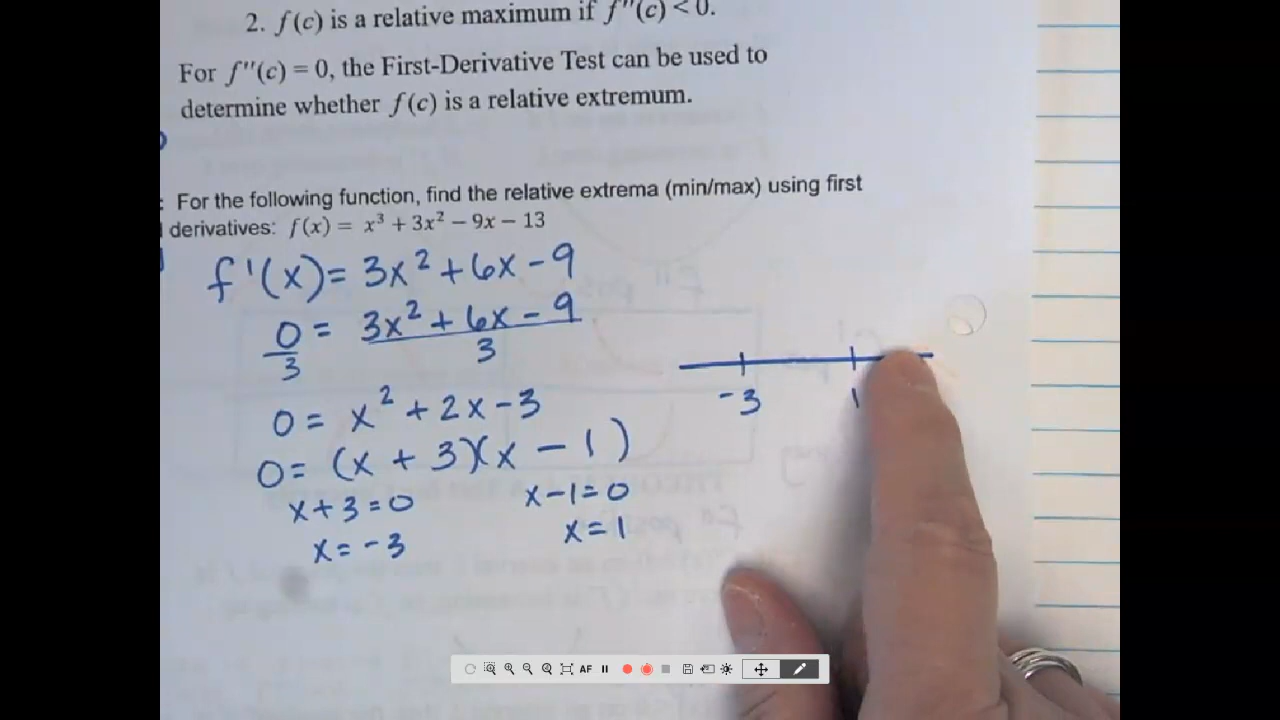 2. f(c) is a relative maximum if f''(c) < 0.
For f''(c) = 0, the First-Derivative Test can be used to
determine whether f(c) is a relative extremum.
: For the following function, find the relative extrema (min/max) using first
derivatives: f(x) = x³ + 3x² − 9x − 13
f'(x) = 3x² + 6x - 9
0/3 = (3x² + 6x - 9)/3
-3 1
0 = x² + 2x - 3
0 = (x + 3)(x - 1)
x + 3 = 0 x - 1 = 0
x = -3 x = 1
AF